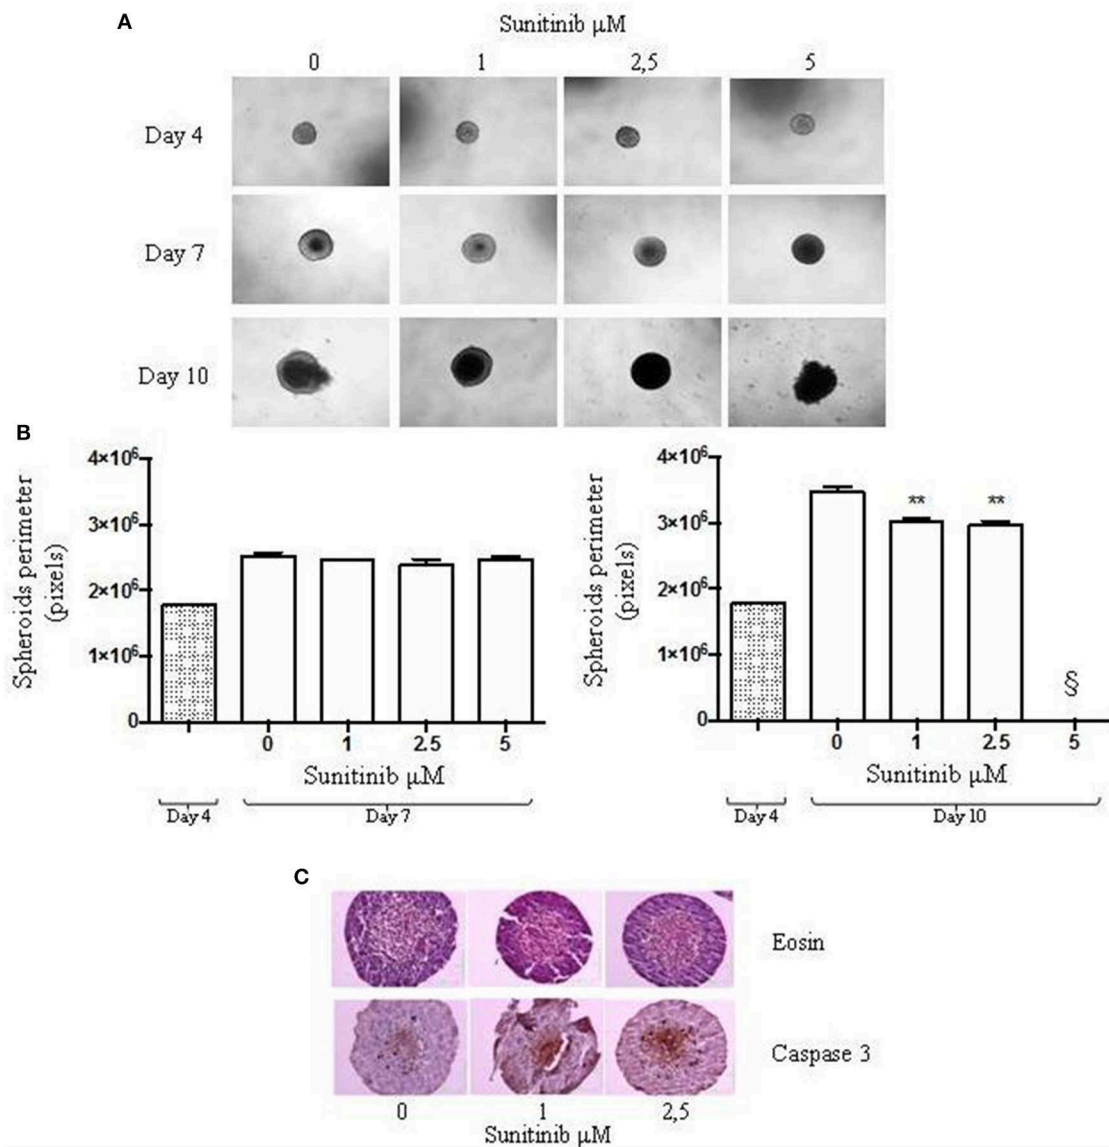 A
Sunitinib µM
0 1 2,5 5
Day 4
Day 7
Day 10
B
Spheroids perimeter
(pixels)
4×10⁶
3×10⁶
2×10⁶
1×10⁶
0
0 1 2.5 5
Sunitinib µM
Day 4 Day 7
Spheroids perimeter
(pixels)
4×10⁶
3×10⁶
2×10⁶
1×10⁶
0
** **
§
0 1 2.5 5
Sunitinib µM
Day 4 Day 10
C
Eosin
Caspase 3
0 1 2,5
Sunitinib µM